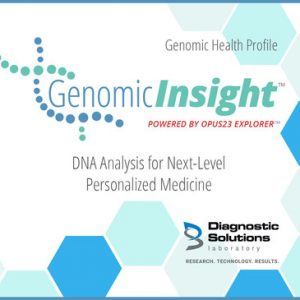 Genomic Health Profile
GenomicInsight™
POWERED BY OPUS23 EXPLORER™
DNA Analysis for Next-Level
Personalized Medicine
Diagnostic
Solutions
laboratory
RESEARCH. TECHNOLOGY. RESULTS.